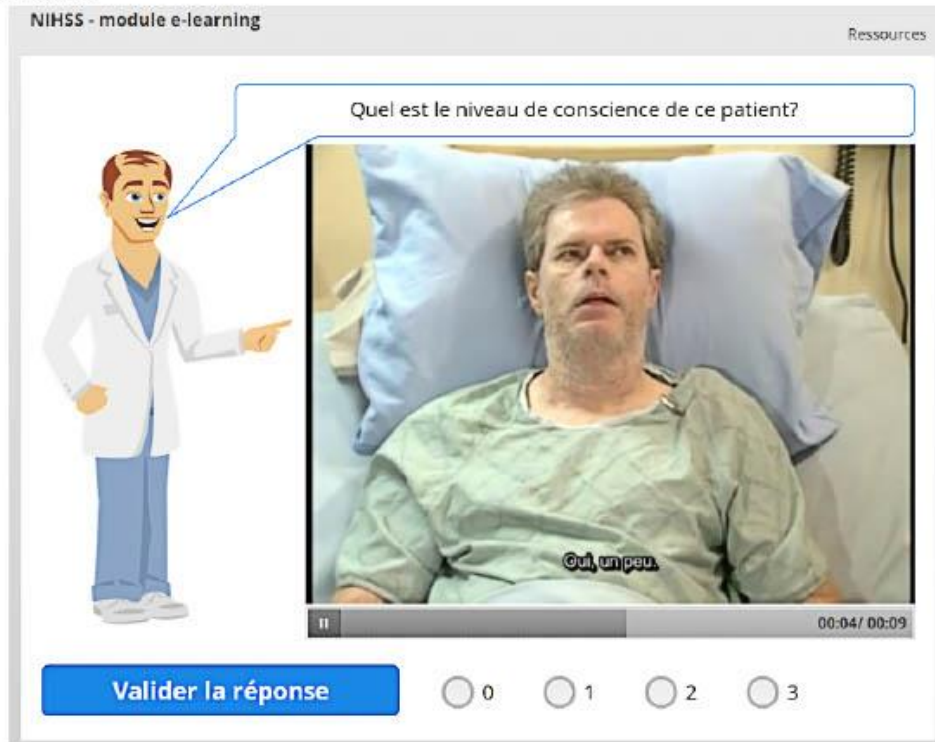 NIHSS - module e-learning
Ressources
Quel est le niveau de conscience de ce patient?
Oui, un peu.
00:04/ 00:09
Valider la réponse
0
1
2
3